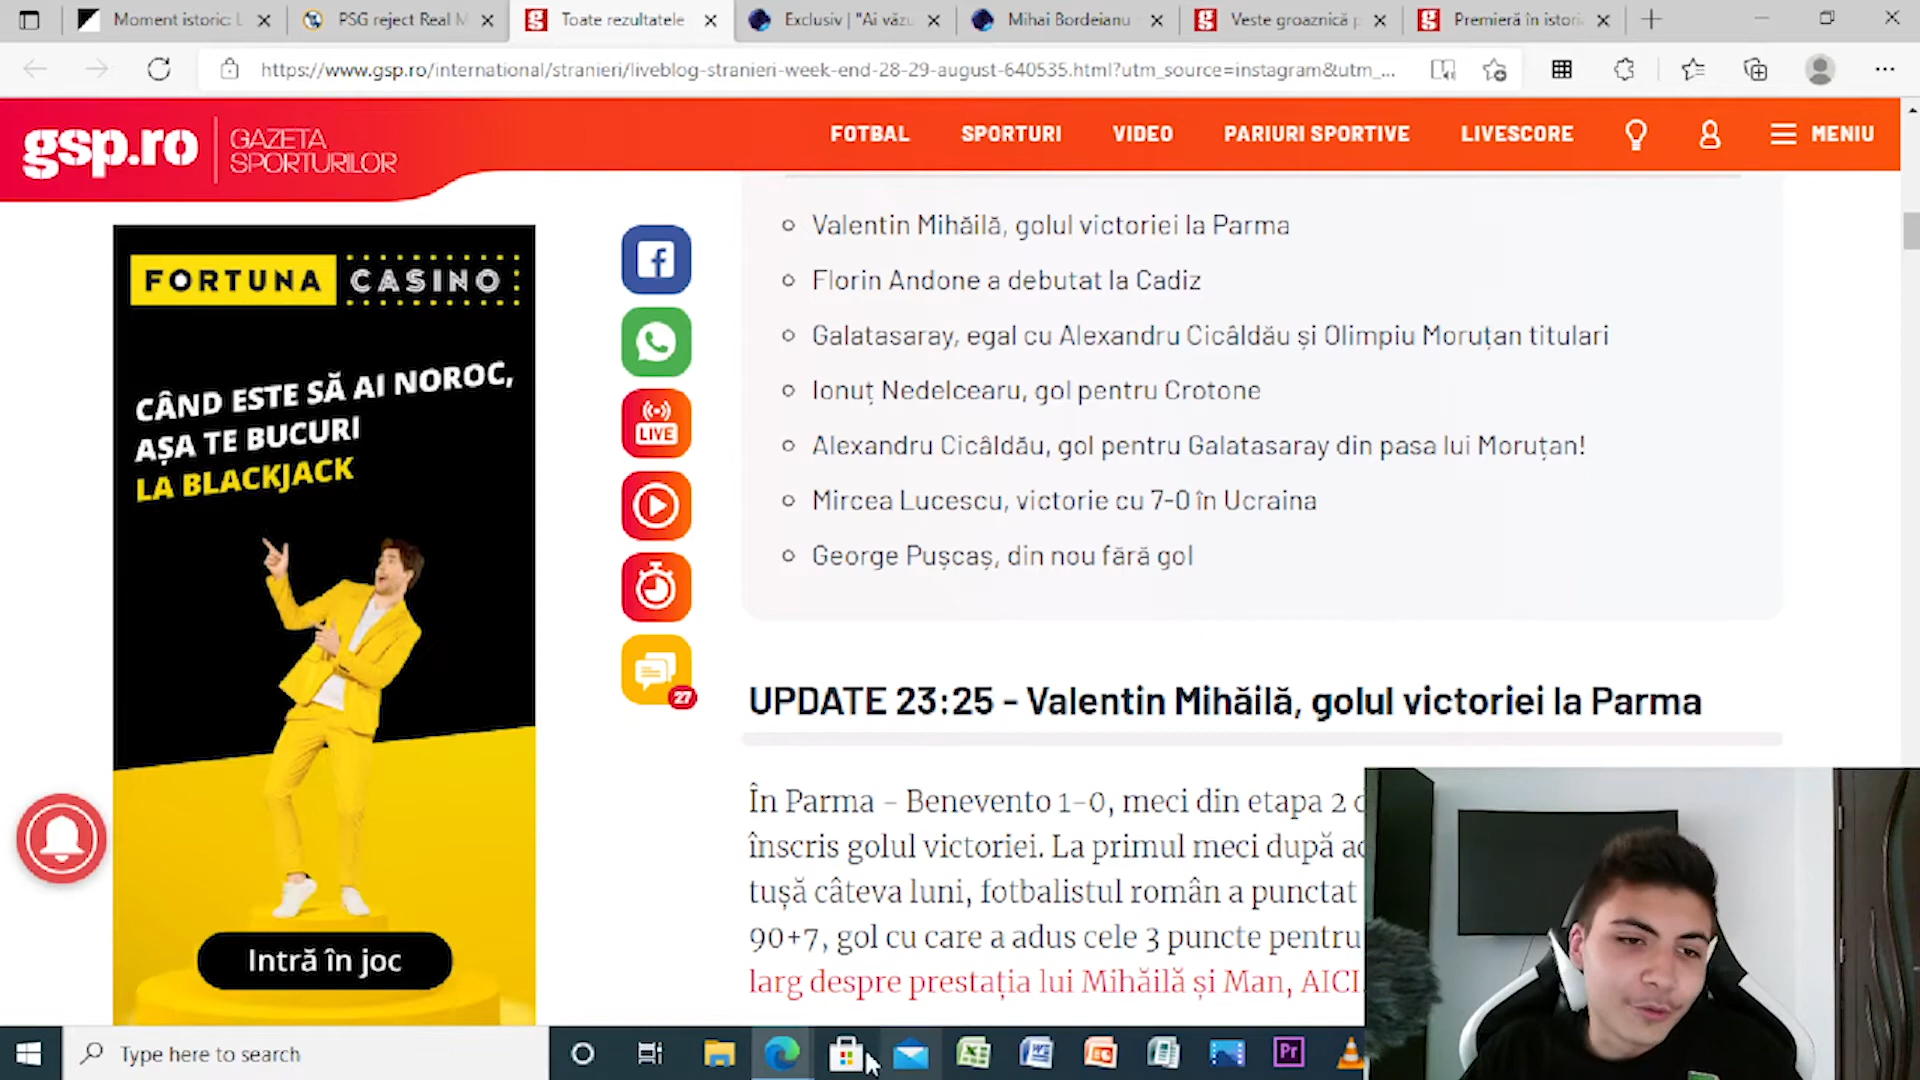 Moment istoric: L
PSG reject Real M
Toate rezultatele
Exclusiv | "Ai văzu
Mihai Bordeianu
Veste groaznică p
Premieră în istori
https://www.gsp.ro/international/stranieri/liveblog-stranieri-week-end-28-29-august-640535.html?utm_source=instagram&utm_...
gsp.ro
GAZETA
SPORTURILOR
FOTBAL
SPORTURI
VIDEO
PARIURI SPORTIVE
LIVESCORE
MENIU
Valentin Mihăilă, golul victoriei la Parma
Florin Andone a debutat la Cadiz
Galatasaray, egal cu Alexandru Cicâldău și Olimpiu Moruțan titulari
Ionuț Nedelcearu, gol pentru Crotone
Alexandru Cicâldău, gol pentru Galatasaray din pasa lui Moruțan!
Mircea Lucescu, victorie cu 7-0 în Ucraina
George Pușcaș, din nou fără gol
FORTUNA CASINO
CÂND ESTE SĂ AI NOROC,
AȘA TE BUCURI
LA BLACKJACK
Intră în joc
LIVE
27
UPDATE 23:25 - Valentin Mihăilă, golul victoriei la Parma
În Parma – Benevento 1-0, meci din etapa 2
înscris golul victoriei. La primul meci după
tușă câteva luni, fotbalistul român a punctat
90+7, gol cu care a adus cele 3 puncte pentru
larg despre prestația lui Mihăilă și Man, AICI.
Type here to search
Pr